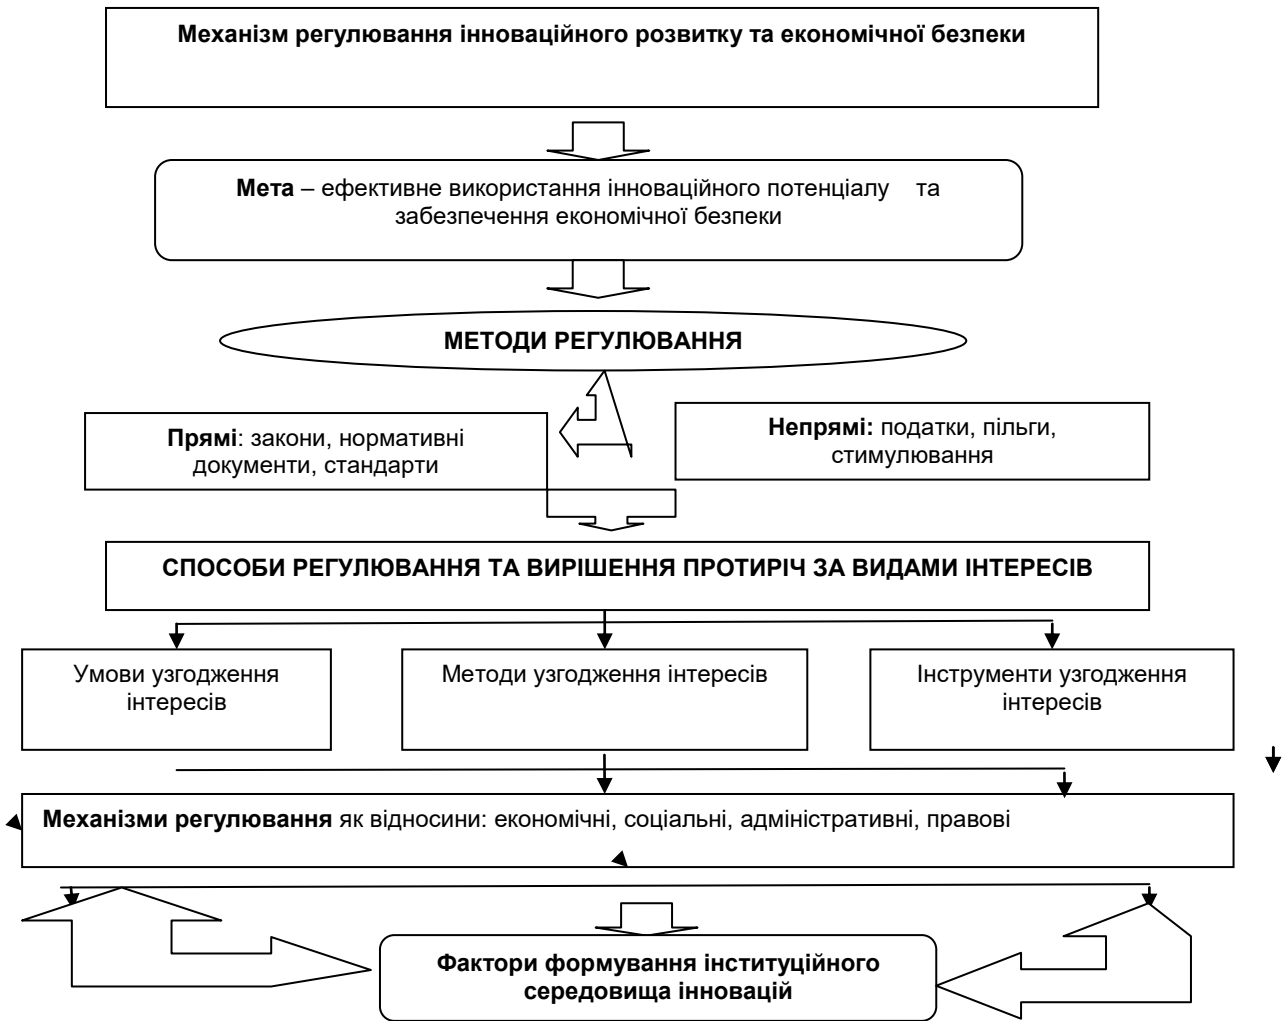 Механізм регулювання інноваційного розвитку та економічної безпеки
Мета – ефективне використання інноваційного потенціалу та
забезпечення економічної безпеки
МЕТОДИ РЕГУЛЮВАННЯ
Прямі: закони, нормативні
документи, стандарти
Непрямі: податки, пільги,
стимулювання
СПОСОБИ РЕГУЛЮВАННЯ ТА ВИРІШЕННЯ ПРОТИРІЧ ЗА ВИДАМИ ІНТЕРЕСІВ
Умови узгодження
інтересів
Методи узгодження інтересів
Інструменти узгодження
інтересів
Механізми регулювання як відносини: економічні, соціальні, адміністративні, правові
Фактори формування інституційного
середовища інновацій